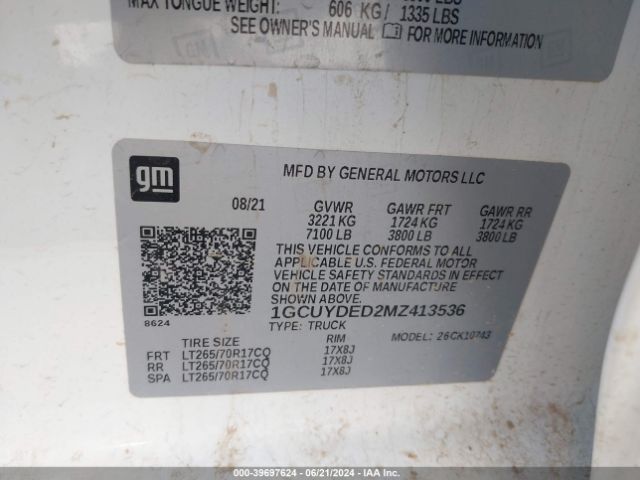 MAX TONGUE WEIGHT: 606 KG/ 1335 LBS
SEE OWNER'S MANUAL FOR MORE INFORMATION
gm
MFD BY GENERAL MOTORS LLC
08/21 GVWR GAWR FRT GAWR RR
3221 KG 1724 KG 1724 KG
7100 LB 3800 LB 3800 LB
THIS VEHICLE CONFORMS TO ALL
APPLICABLE U.S. FEDERAL MOTOR
VEHICLE SAFETY STANDARDS IN EFFECT
ON THE DATE OF MANUFACTURE
SHOWN ABOVE.
8624
1GCUYDED2MZ413536
TYPE: TRUCK MODEL: 26CK10743
TIRE SIZE RIM
FRT LT265/70R17CQ 17X8J
RR LT265/70R17CQ 17X8J
SPA LT265/70R17CQ 17X8J
000-39697624 - 06/21/2024 - IAA Inc.